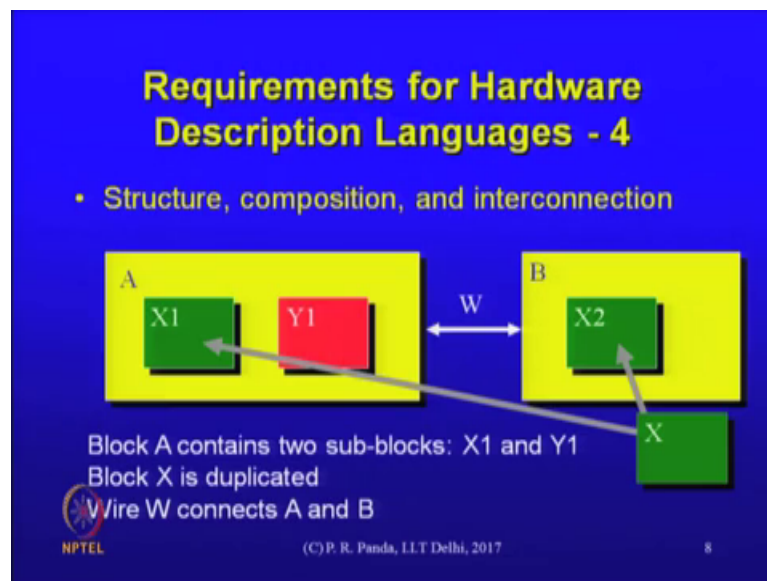 Requirements for Hardware
Description Languages - 4
• Structure, composition, and interconnection
A
X1
Y1
W
B
X2
X
Block A contains two sub-blocks: X1 and Y1
Block X is duplicated
Wire W connects A and B
NPTEL
(C) P. R. Panda, I.I.T Delhi, 2017
8